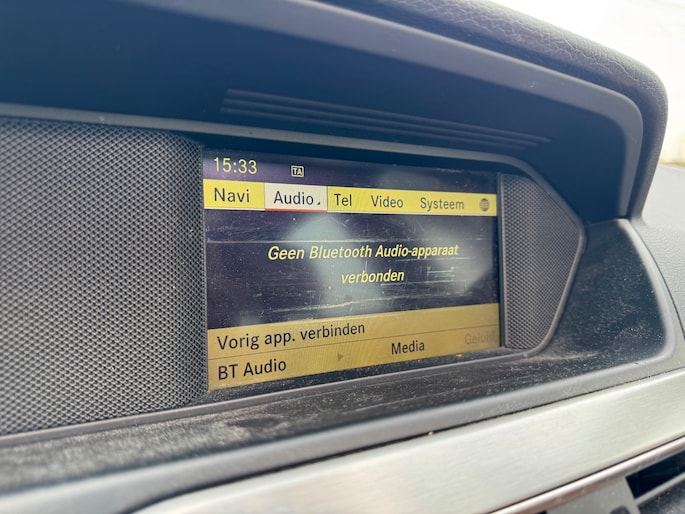 15:33 TA
Navi Audio Tel Video Systeem
Geen Bluetooth Audio-apparaat
verbonden
Vorig app. verbinden
BT Audio Media